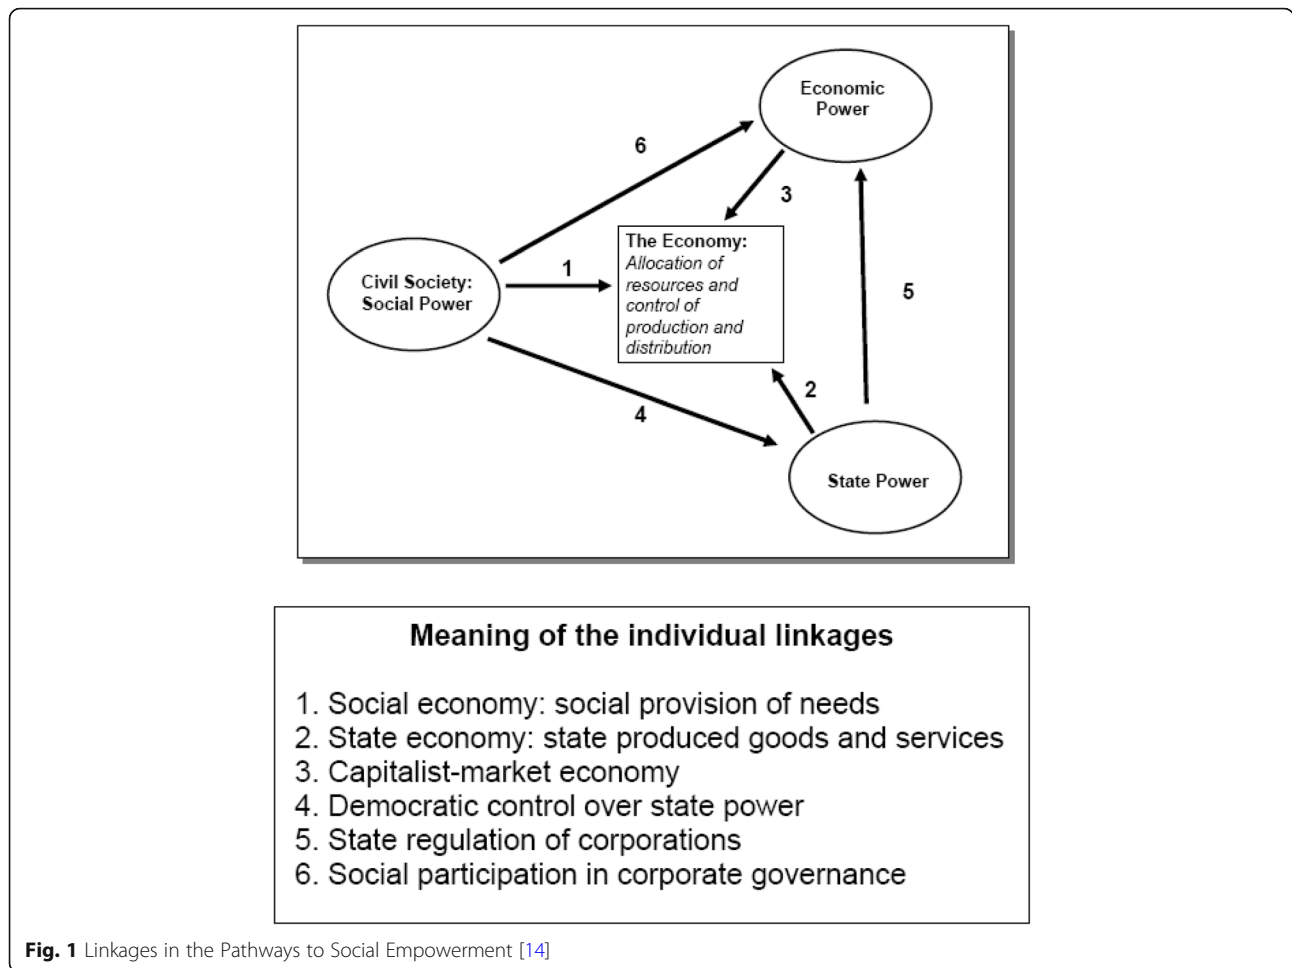 Economic
Power
6
3
The Economy:
Allocation of
resources and
control of
production and
distribution
1
Civil Society:
Social Power
5
2
4
State Power
Meaning of the individual linkages
1. Social economy: social provision of needs
2. State economy: state produced goods and services
3. Capitalist-market economy
4. Democratic control over state power
5. State regulation of corporations
6. Social participation in corporate governance
Fig. 1 Linkages in the Pathways to Social Empowerment [14]